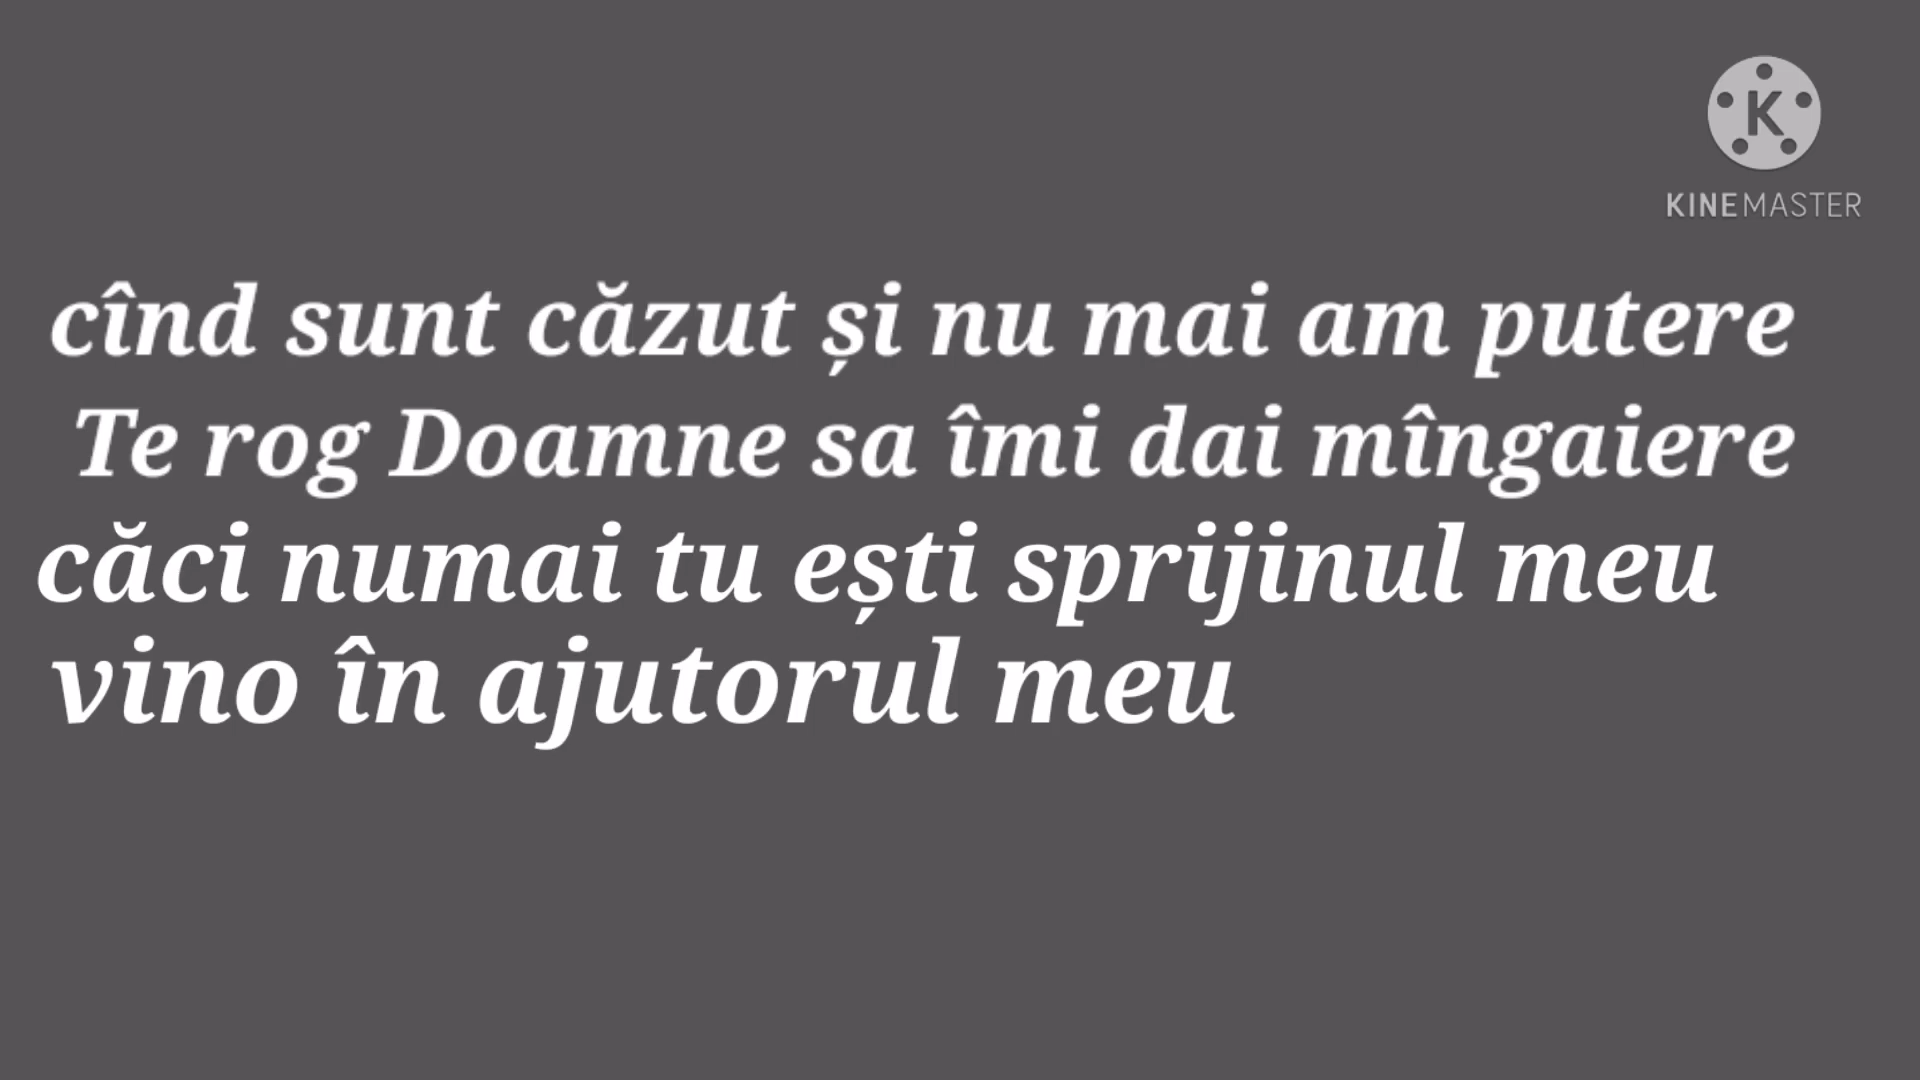 K
KINEMASTER
cînd sunt căzut și nu mai am putere
Te rog Doamne sa îmi dai mîngaiere
căci numai tu ești sprijinul meu
vino în ajutorul meu